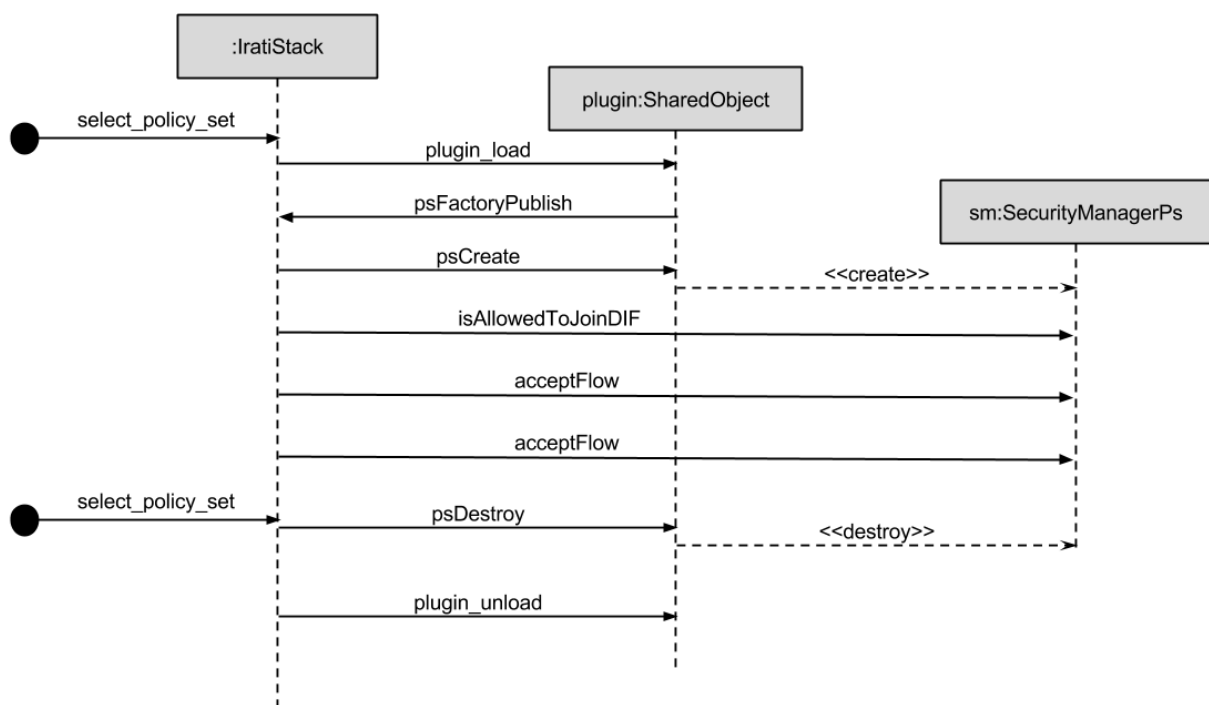 :IratiStack
plugin:SharedObject
select_policy_set
plugin_load
psFactoryPublish
sm:SecurityManagerPs
psCreate
<<create>>
isAllowedToJoinDIF
acceptFlow
acceptFlow
select_policy_set
psDestroy
<<destroy>>
plugin_unload